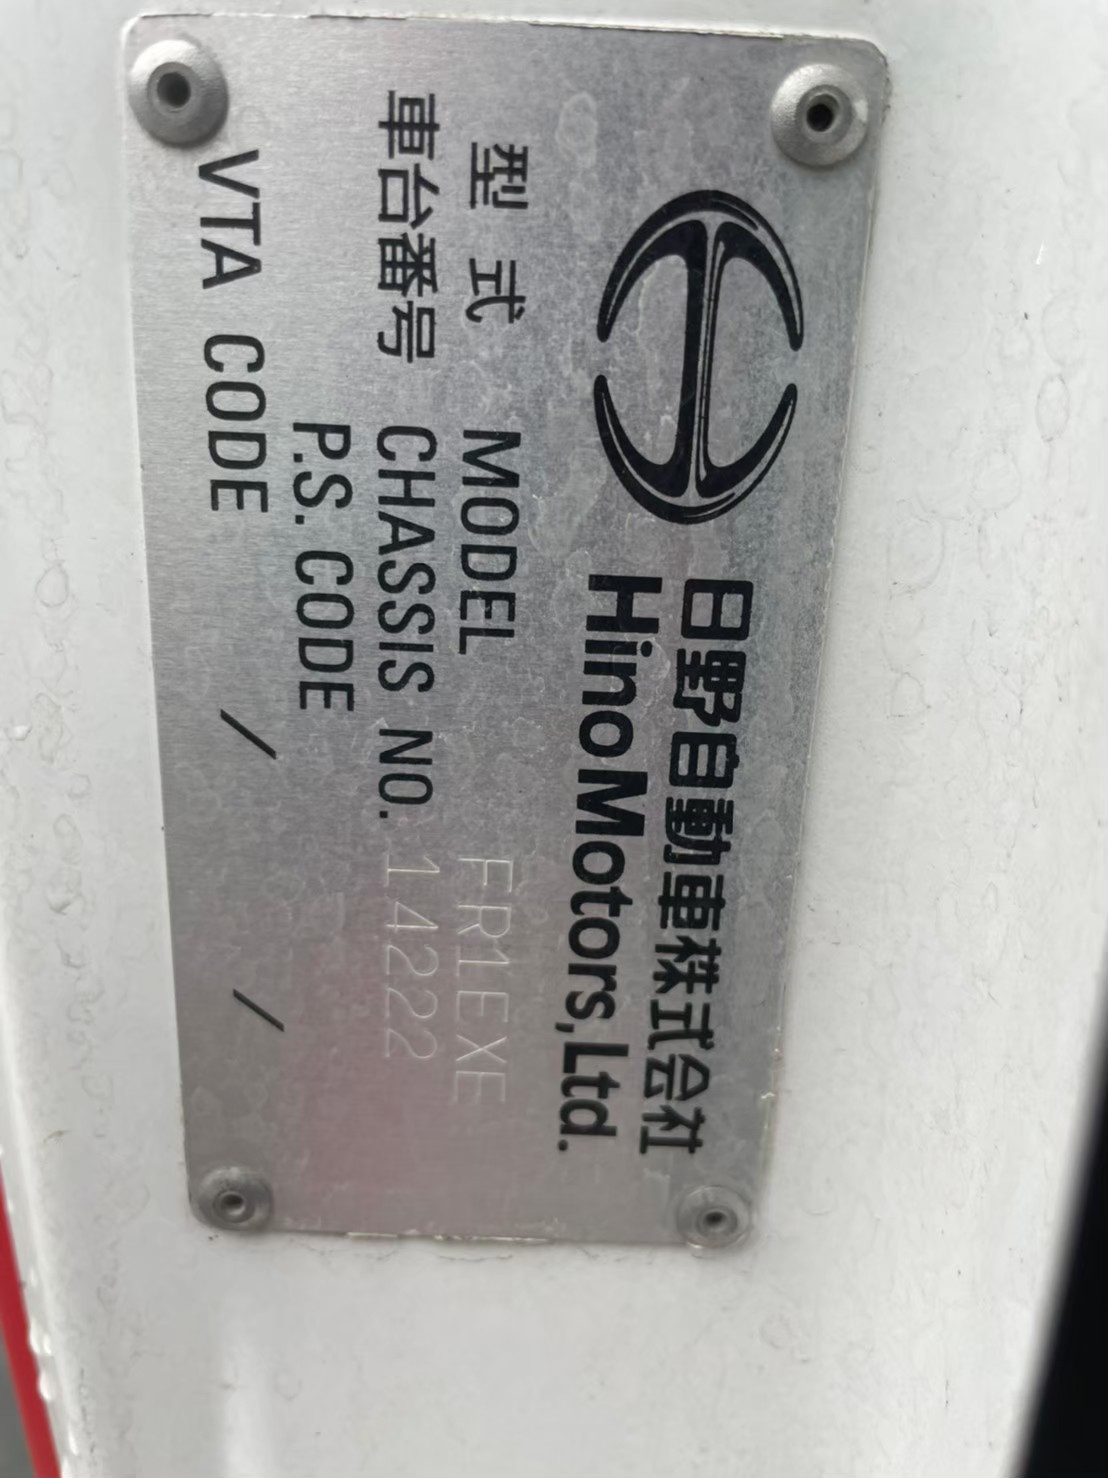 日野自動車株式会社
Hino Motors, Ltd.
型式 MODEL FR1EXE
車台番号 CHASSIS NO. 14222
P.S. CODE
VTA CODE / /